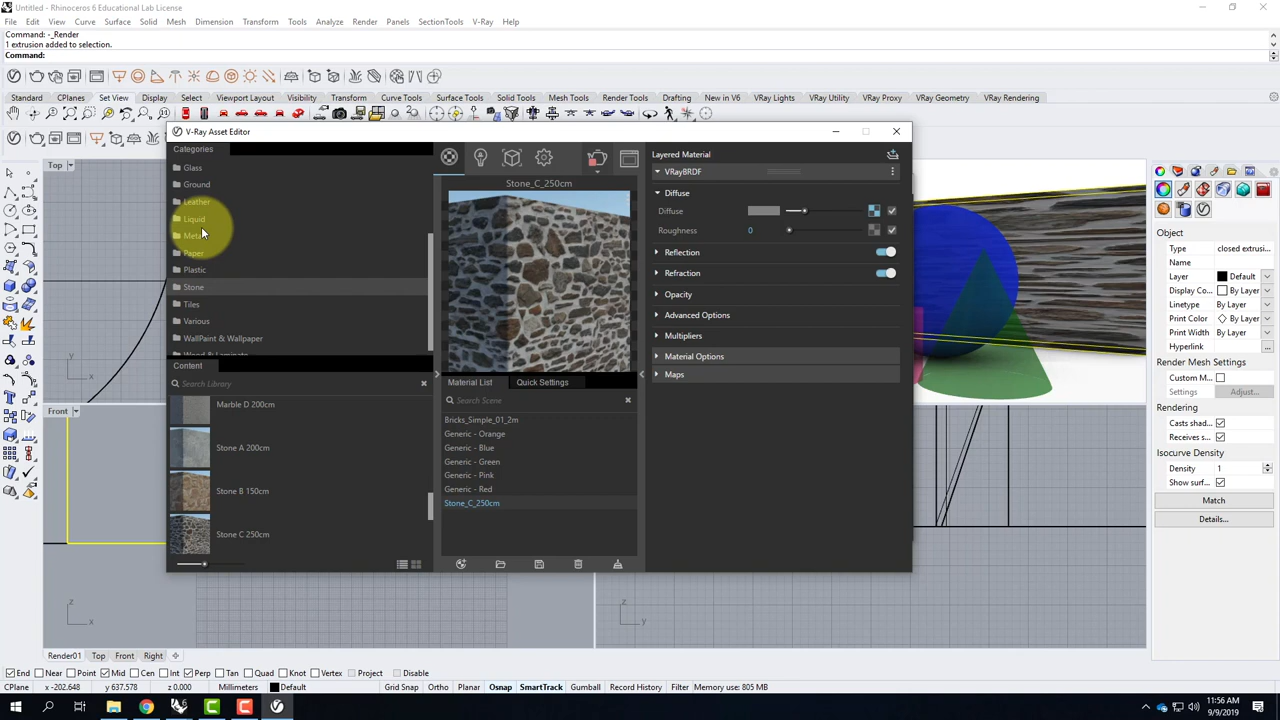 Untitled - Rhinoceros 6 Educational Lab License
File Edit View Curve Surface Solid Mesh Dimension Transform Tools Analyze Render Panels SectionTools V-Ray Help
Command: -_Render
1 extrusion added to selection.
Command:
Standard CPlanes Set View Display Select Viewport Layout Visibility Transform Curve Tools Surface Tools Solid Tools Mesh Tools Render Tools Drafting New in V6 VRay Lights VRay Utility VRay Proxy VRay Geometry VRay Rendering
V-Ray Asset Editor
Categories
Glass
Ground
Leather
Liquid
Paper
Plastic
Stone
Tiles
Various
WallPaint & Wallpaper
Wood & Laminate
Content
Search Library
Marble D 200cm
Stone A 200cm
Stone B 150cm
Stone C 250cm
Stone_C_250cm
Material List Quick Settings
Search Scene
Bricks_Simple_01_2m
Generic - Orange
Generic - Blue
Generic - Green
Generic - Pink
Generic - Red
Stone_C_250cm
Layered Material
VRayBRDF
Diffuse
Diffuse
Roughness 0
Reflection
Refraction
Opacity
Advanced Options
Multipliers
Material Options
Maps
Top
Front
y
x
z
x
z
y
Object
Type closed extrusi...
Name
Layer Default
Display Co... By Layer
Linetype By Layer
Print Color By Layer
Print Width By Layer
Hyperlink ...
Render Mesh Settings
Custom M...
Settings Adjust...
Rendering
Casts shad...
Receives s...
Isocurve Density
Density 1
Show surf...
Match
Details...
Render01 Top Front Right
End Near Point Mid Cen Int Perp Tan Quad Knot Vertex Project Disable
CPlane x -202.648 y 637.578 z 0.000 Millimeters Default Grid Snap Ortho Planar Osnap SmartTrack Gumball Record History Filter Memory use: 805 MB
11:56 AM
9/9/2019